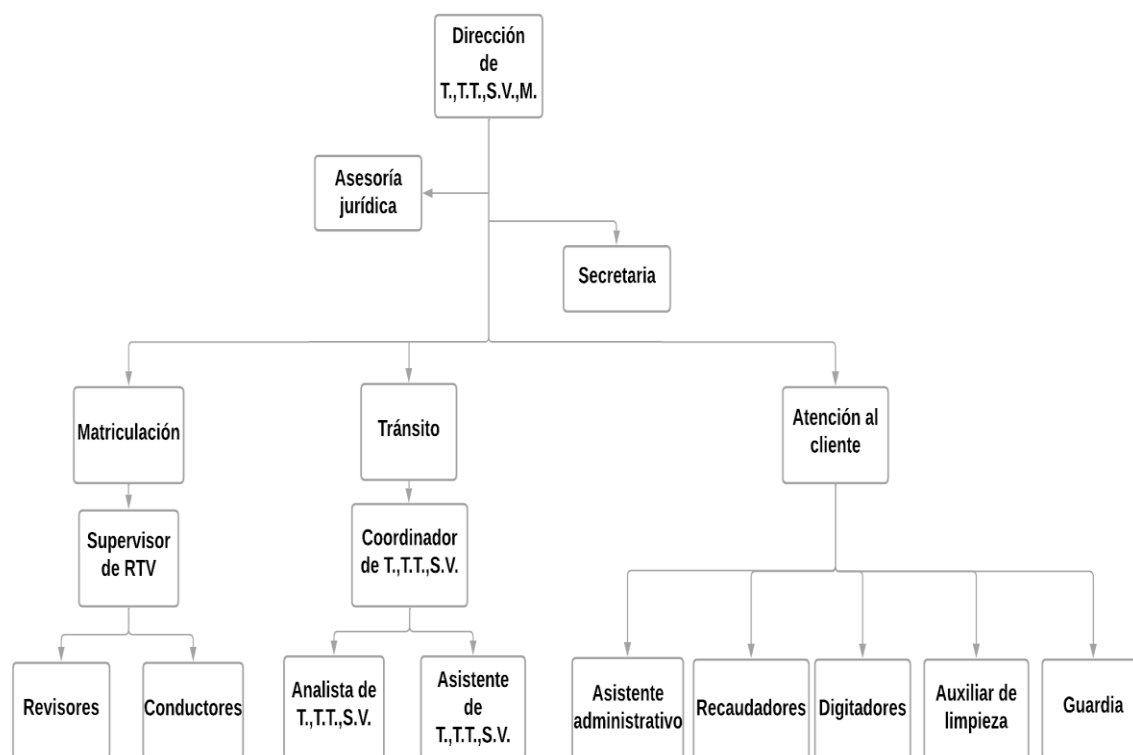 Dirección
de
T.,T.T.,S.V.,M.
Asesoría
jurídica
Secretaria
Matriculación
Tránsito
Atención al
cliente
Supervisor
de RTV
Coordinador
de T.,T.T.,S.V.
Revisores
Conductores
Analista de
T.,T.T.,S.V.
Asistente
de
T.,T.T.,S.V.
Asistente
administrativo
Recaudadores
Digitadores
Auxiliar de
limpieza
Guardia